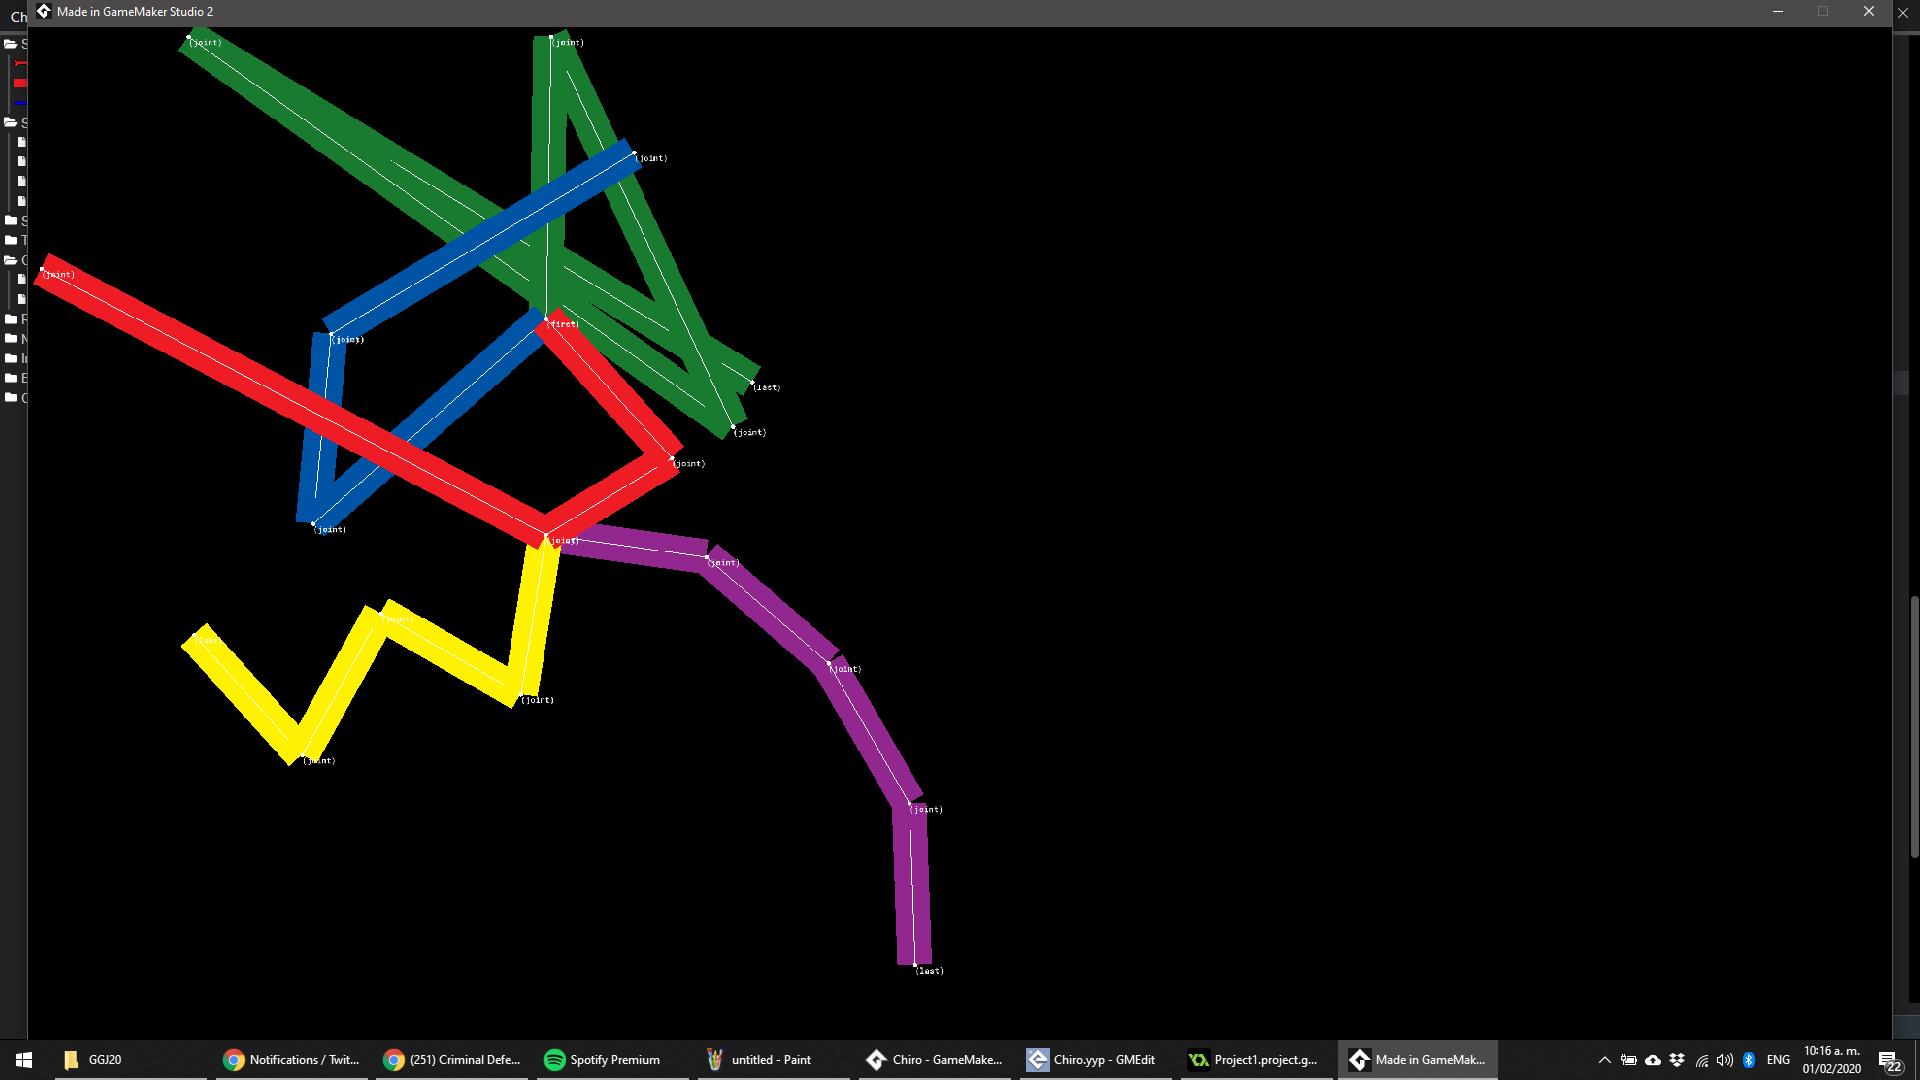 Ch
Made in GameMaker Studio 2
(joint)
(joint)
(joint)
(joint)
(first)
(joint)
(last)
(joint)
(joint)
(joint)
(joint)
(joint)
(joint)
(joint)
(joint)
(joint)
(joint)
(last)
GGJ20
Notifications / Twit...
(251) Criminal Defe...
Spotify Premium
untitled - Paint
Chiro - GameMake...
Chiro.yyp - GMEdit
Project1.project.g...
Made in GameMak...
ENG
10:16 a. m.
01/02/2020
22